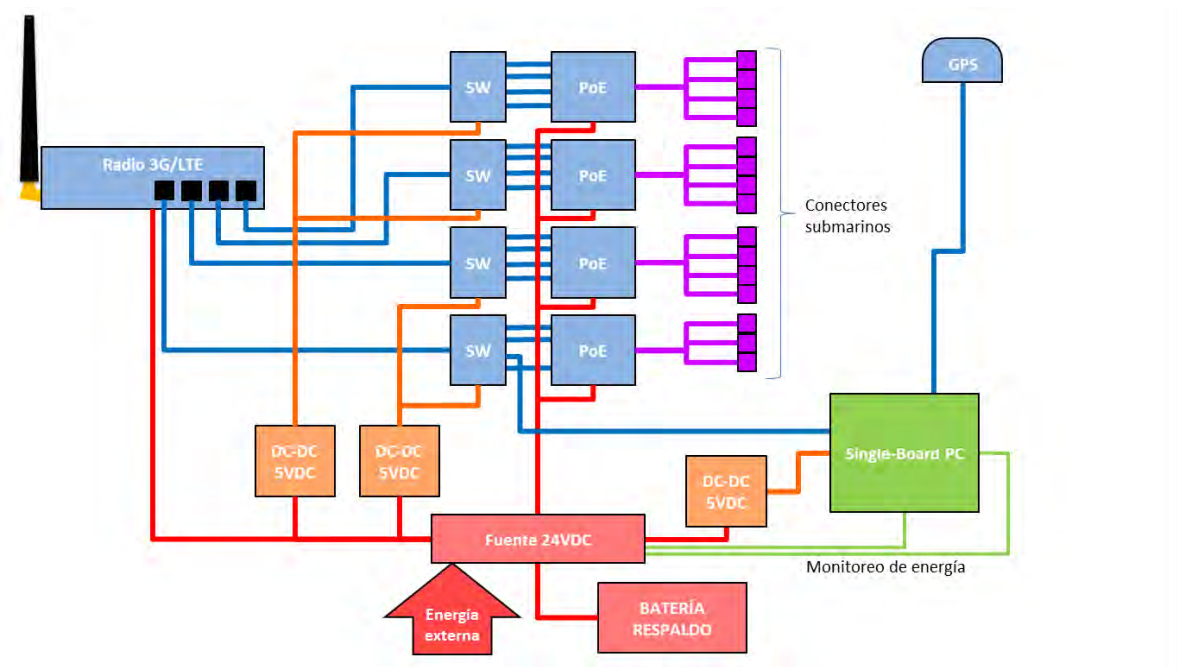 GPS
SW
PoE
Radio 3G/LTE
SW
PoE
Conectores
submarinos
SW
PoE
SW
PoE
DC-DC
5VDC
DC-DC
5VDC
Single-Board PC
DC-DC
5VDC
Fuente 24VDC
Monitoreo de energía
Energía
externa
BATERÍA
RESPALDO